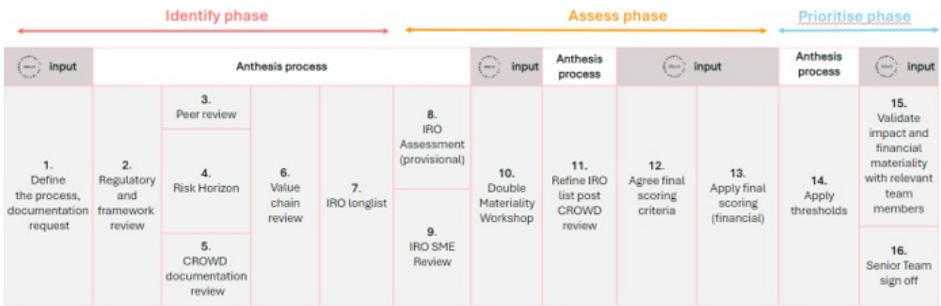 Identify phase
Assess phase
Prioritise phase
input
Anthesis process
input
Anthesis
process
input
Anthesis
process
input
1.
Define
the process,
documentation
request
2.
Regulatory
and
framework
review
3.
Peer review
4.
Risk Horizon
5.
CROWD
documentation
review
6.
Value
chain
review
7.
IRO longlist
8.
IRO
Assessment
(provisional)
9.
IRO SME
Review
10.
Double
Materiality
Workshop
11.
Refine IRO
list post
CROWD
review
12.
Agree final
scoring
criteria
13.
Apply final
scoring
(financial)
14.
Apply
thresholds
15.
Validate
impact and
financial
materiality
with relevant
team
members
16.
Senior Team
sign off